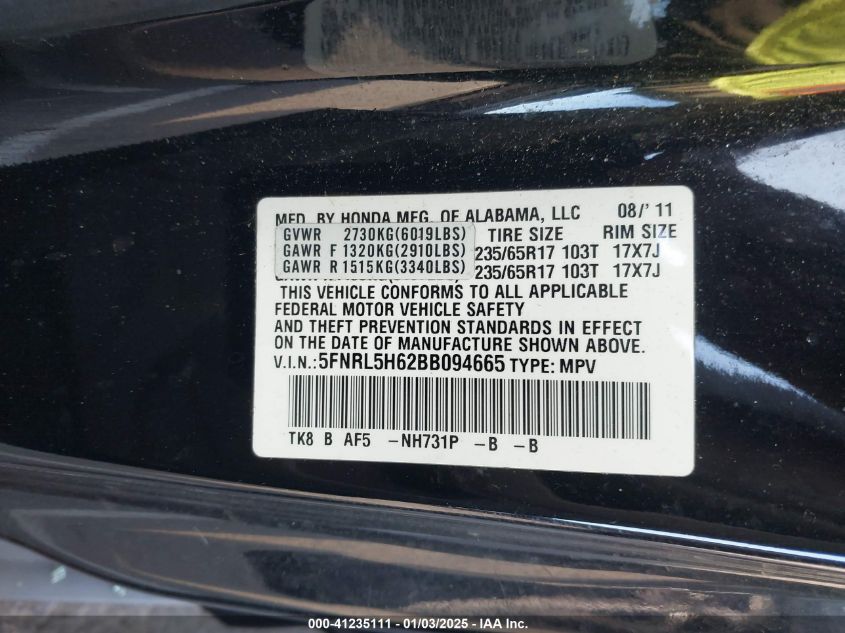 MFD. BY HONDA MFG. OF ALABAMA, LLC 08/'11
GVWR 2730KG(6019LBS) TIRE SIZE RIM SIZE
GAWR F 1320KG(2910LBS) 235/65R17 103T 17X7J
GAWR R 1515KG(3340LBS) 235/65R17 103T 17X7J
THIS VEHICLE CONFORMS TO ALL APPLICABLE
FEDERAL MOTOR VEHICLE SAFETY
AND THEFT PREVENTION STANDARDS IN EFFECT
ON THE DATE OF MANUFACTURE SHOWN ABOVE.
V.I.N.:5FNRL5H62BB094665 TYPE: MPV
TK8 B AF5 -NH731P -B -B
000-41235111 - 01/03/2025 - IAA Inc.